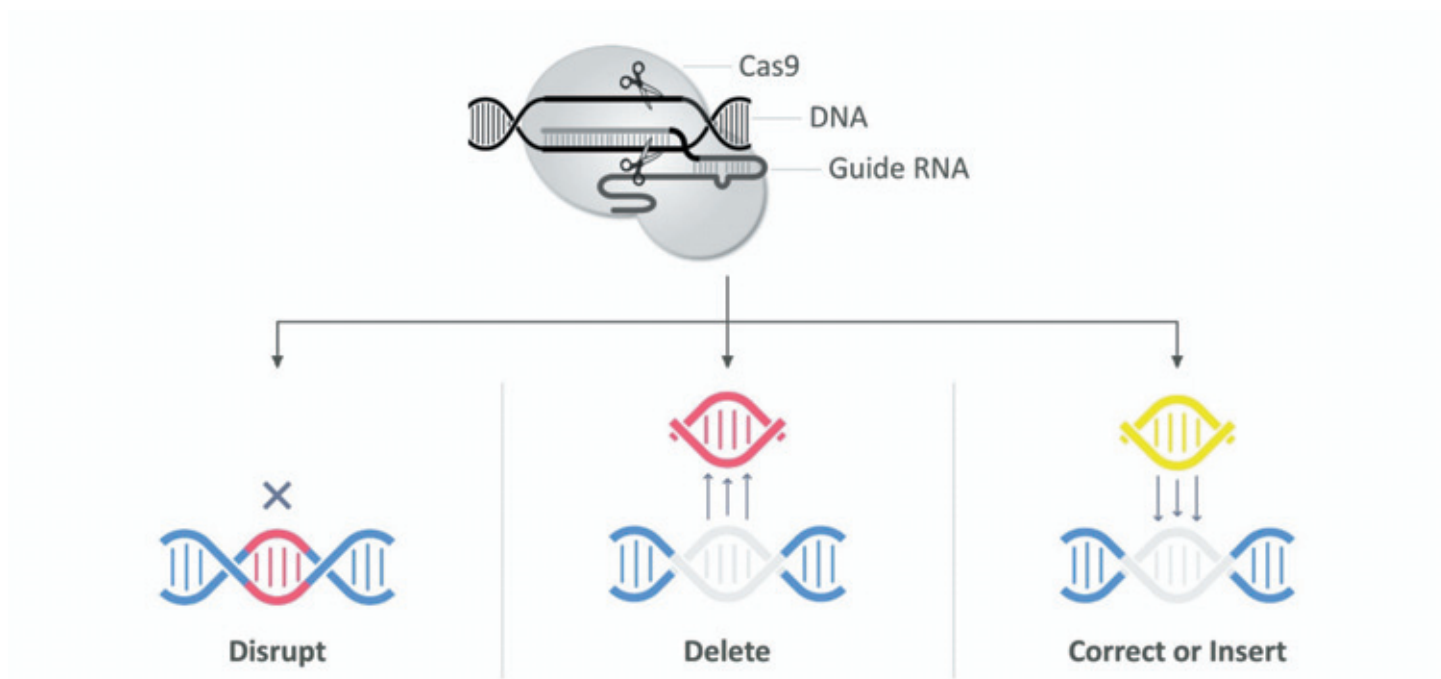 Cas9
DNA
Guide RNA
Disrupt
Delete
Correct or Insert